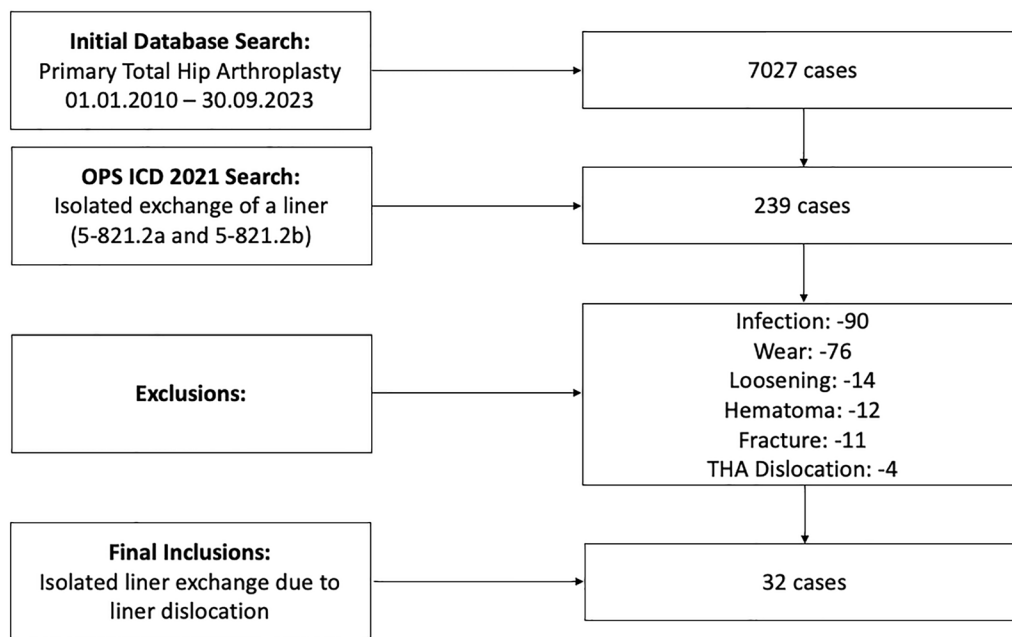 Initial Database Search:
Primary Total Hip Arthroplasty
01.01.2010 – 30.09.2023
7027 cases
OPS ICD 2021 Search:
Isolated exchange of a liner
(5-821.2a and 5-821.2b)
239 cases
Exclusions:
Infection: -90
Wear: -76
Loosening: -14
Hematoma: -12
Fracture: -11
THA Dislocation: -4
Final Inclusions:
Isolated liner exchange due to
liner dislocation
32 cases